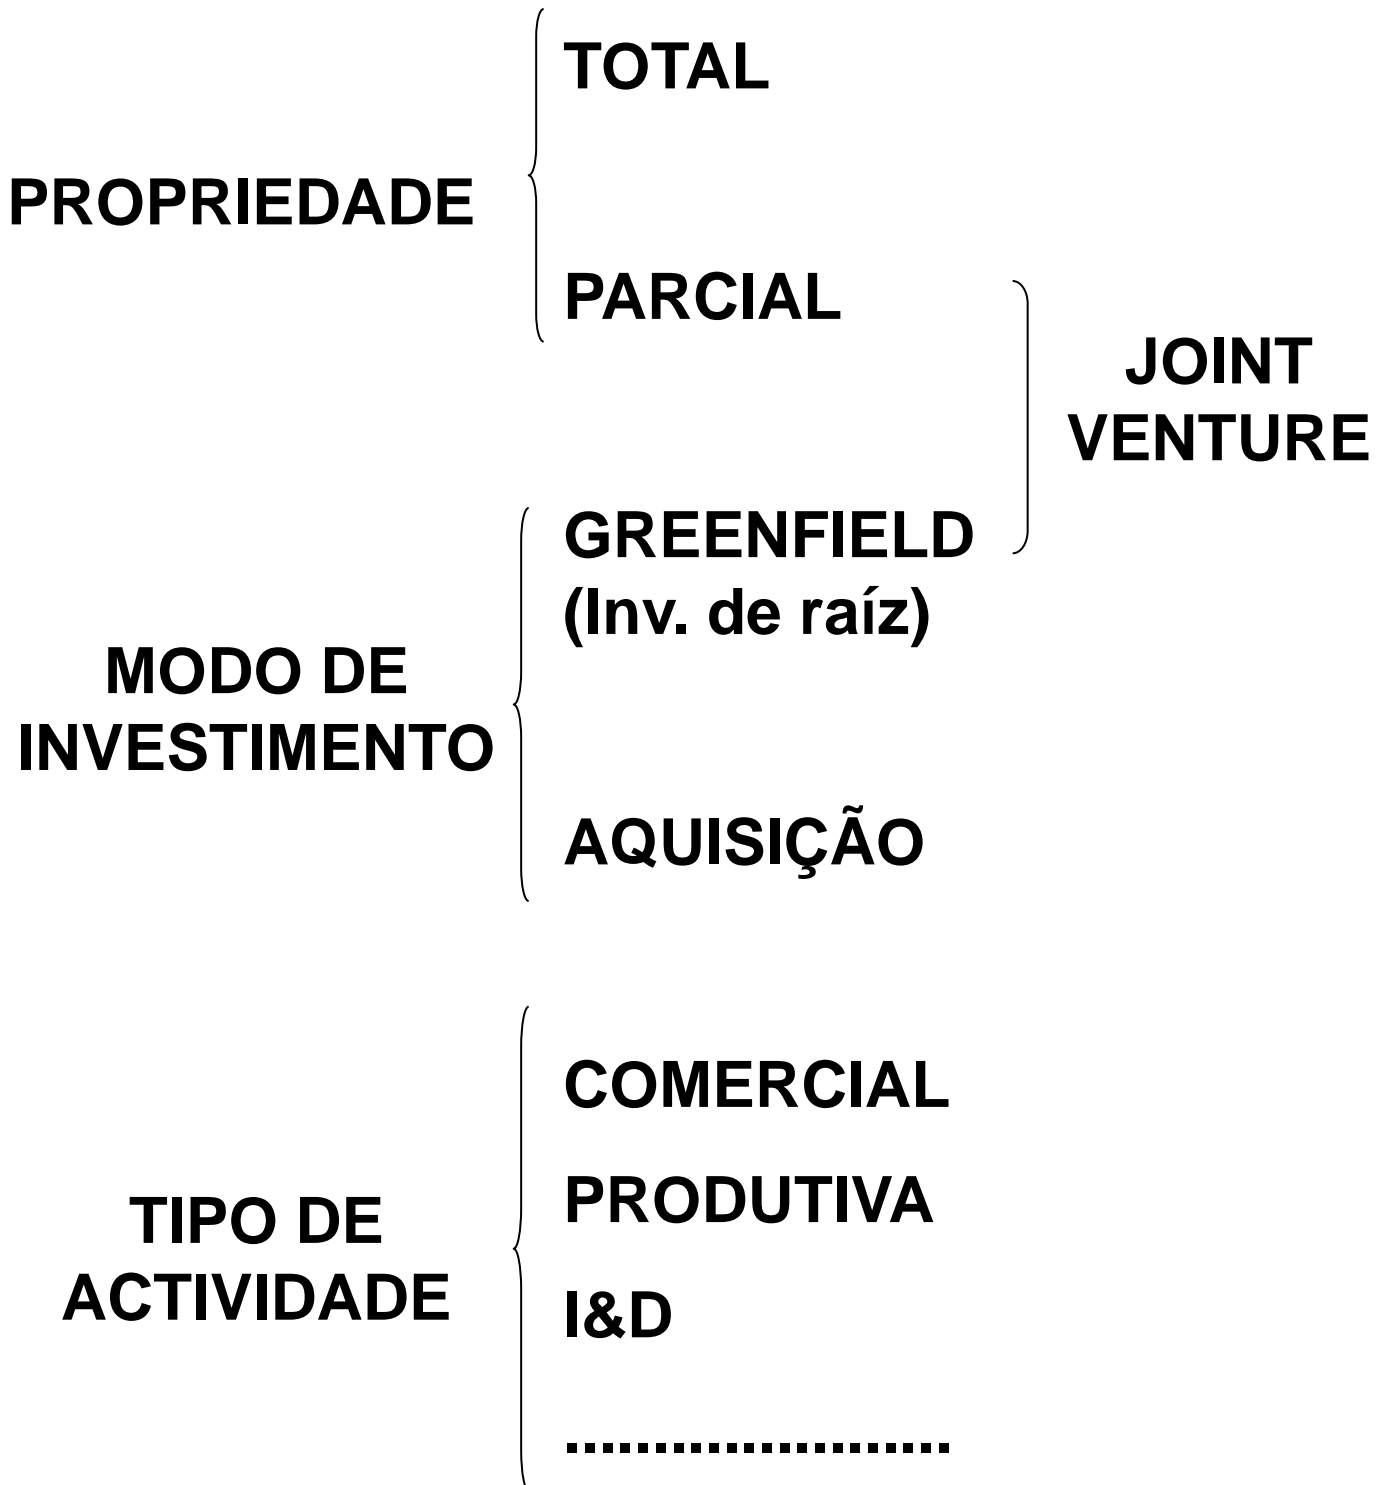 TOTAL
PROPRIEDADE
PARCIAL
JOINT
VENTURE
GREENFIELD
(Inv. de raíz)
MODO DE
INVESTIMENTO
AQUISIÇÃO
COMERCIAL
PRODUTIVA
TIPO DE
ACTIVIDADE
I&D
......................